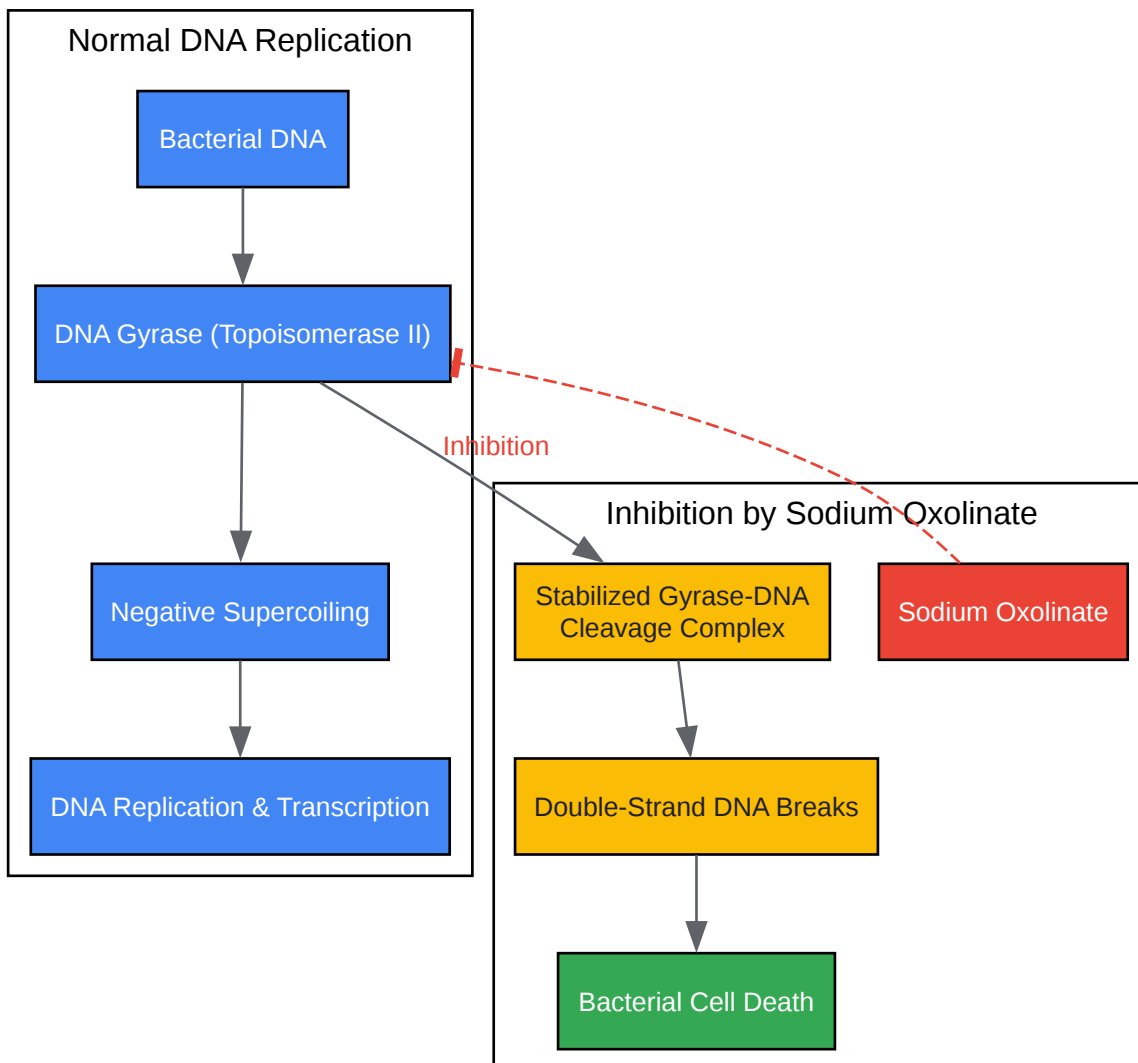 Normal DNA Replication
Bacterial DNA
DNA Gyrase (Topoisomerase II)
Inhibition
Inhibition by Sodium Oxolinate
Negative Supercoiling
Stabilized Gyrase-DNA
Cleavage Complex
Sodium Oxolinate
DNA Replication & Transcription
Double-Strand DNA Breaks
Bacterial Cell Death